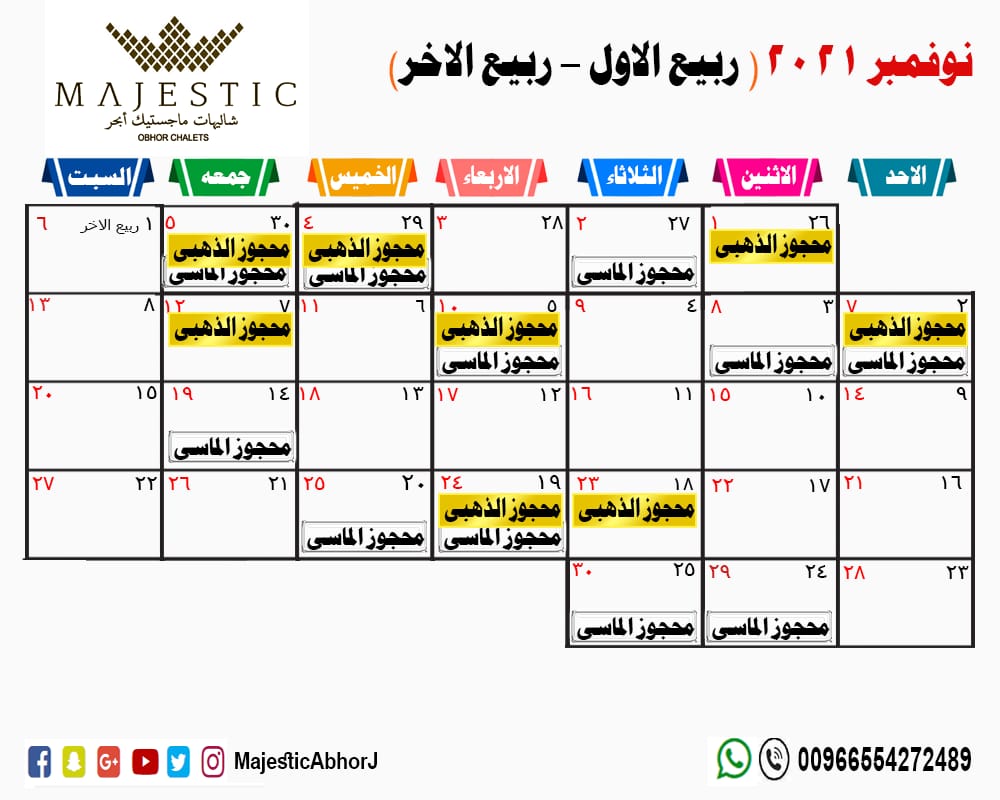 نوفمبر ٢٠٢١ ( ربيع الاول – ربيع الاخر)
MAJESTIC
شاليهات ماجستيك أبحر
OBHOR CHALETS
الاحد الاثنين الثلاثاء الاربعاء الخميس جمعه السبت
٢٦ ١ ٢٧ ٢ ٢٨ ٣ ٢٩ ٤ ٣٠ ٥ ١ ربيع الاخر ٦
محجوز الذهبى محجوز الذهبى محجوز الذهبى
محجوز الماسى محجوز الماسى محجوز الماسى
٢ ٧ ٣ ٨ ٤ ٩ ٥ ١٠ ٦ ١١ ٧ ١٢ ٨ ١٣
محجوز الذهبى محجوز الذهبى محجوز الذهبى
محجوز الماسى محجوز الماسى محجوز الماسى
٩ ١٤ ١٠ ١٥ ١١ ١٦ ١٢ ١٧ ١٣ ١٨ ١٤ ١٩ ١٥ ٢٠
محجوز الماسى
١٦ ٢١ ١٧ ٢٢ ١٨ ٢٣ ١٩ ٢٤ ٢٠ ٢٥ ٢١ ٢٦ ٢٢ ٢٧
محجوز الذهبى محجوز الذهبى
محجوز الماسى محجوز الماسى
٢٣ ٢٨ ٢٤ ٢٩ ٢٥ ٣٠
محجوز الماسى محجوز الماسى
MajesticAbhorJ
00966554272489